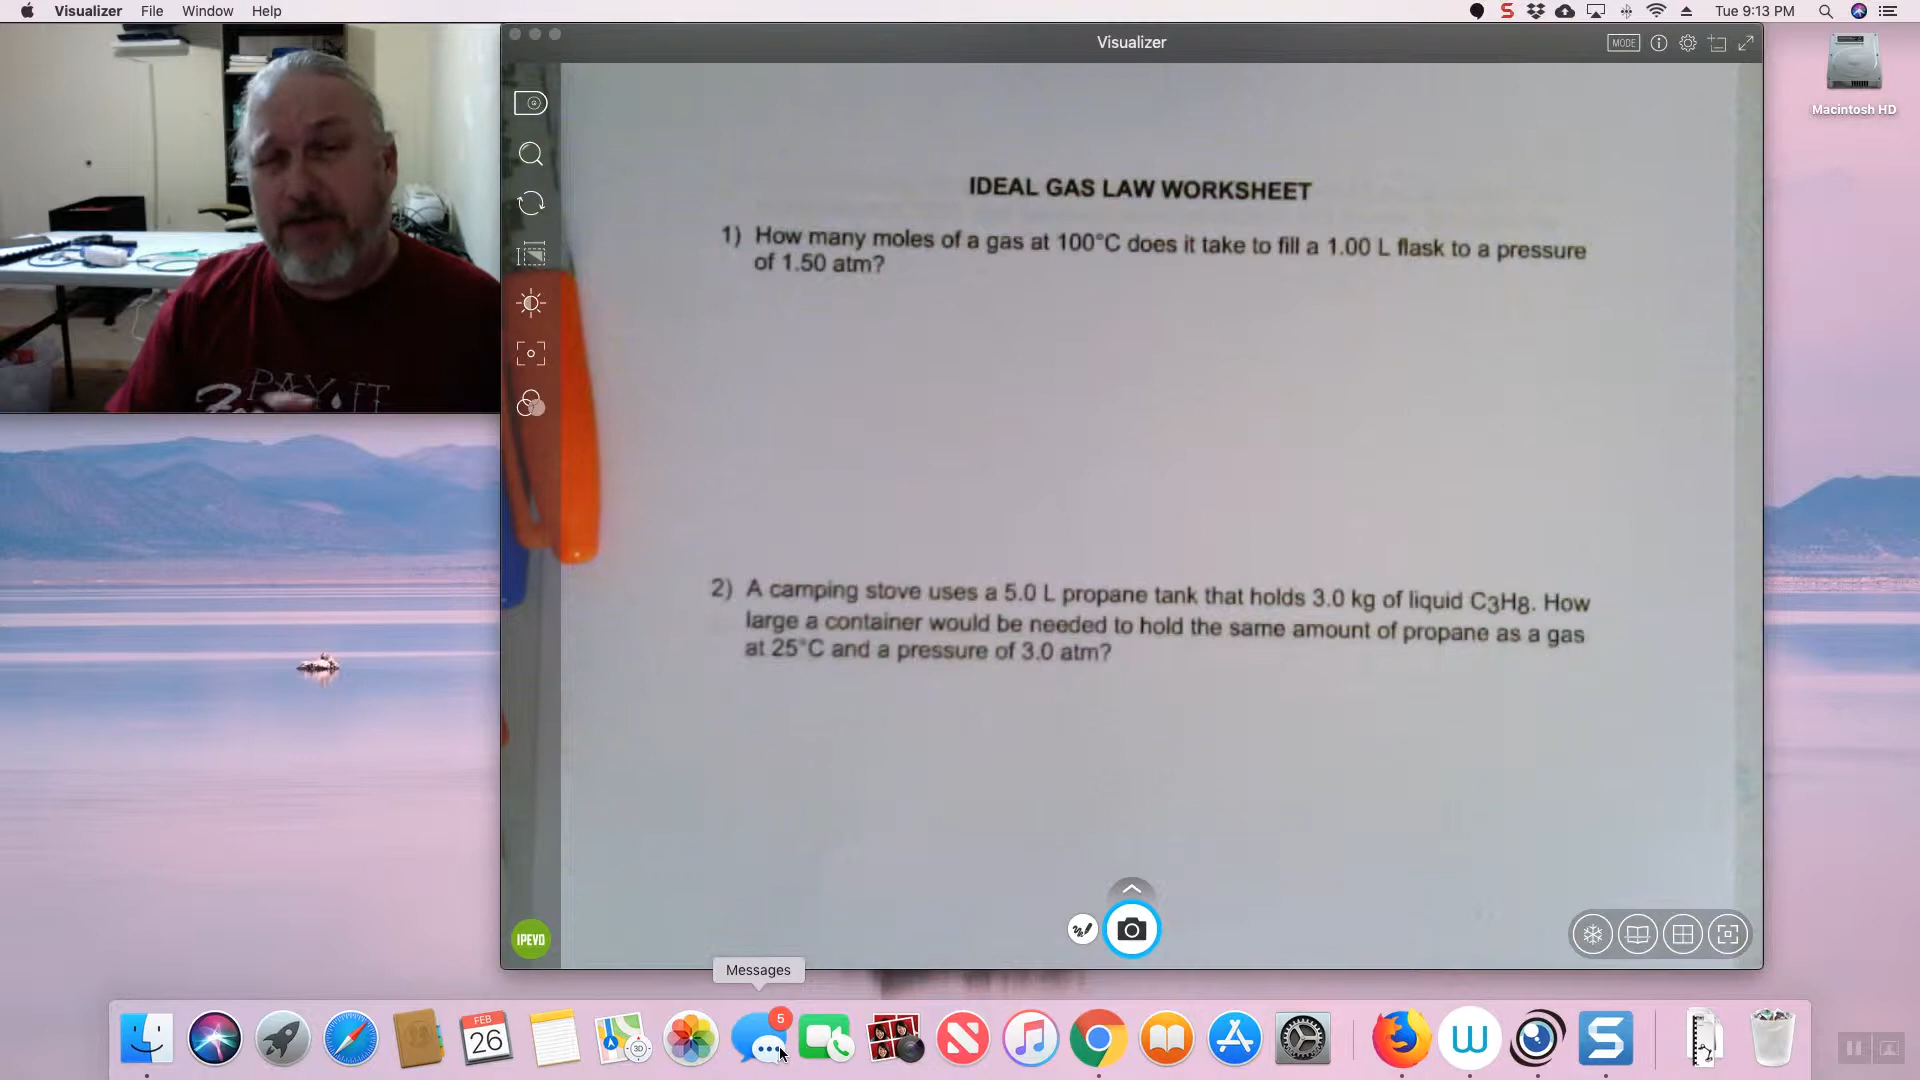 Visualizer File Window Help
Tue 9:13 PM
Visualizer
MODE
Macintosh HD
IDEAL GAS LAW WORKSHEET
1) How many moles of a gas at 100°C does it take to fill a 1.00 L flask to a pressure
of 1.50 atm?
PAY IT
2) A camping stove uses a 5.0 L propane tank that holds 3.0 kg of liquid C3H8. How
large a container would be needed to hold the same amount of propane as a gas
at 25°C and a pressure of 3.0 atm?
IPEVO
Messages
5
FEB
26
3D